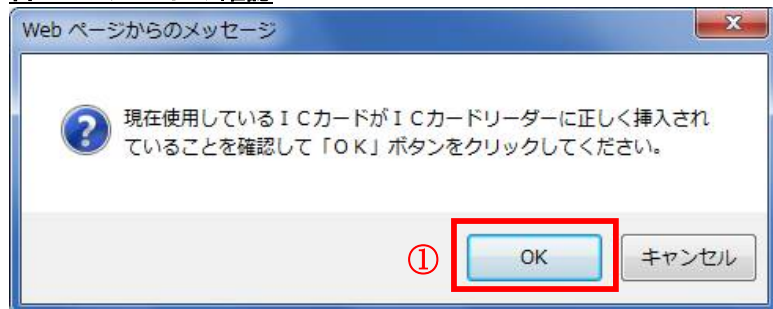 Web ページからのメッセージ
現在使用しているＩＣカードがＩＣカードリーダーに正しく挿入され
ていることを確認して「ＯＫ」ボタンをクリックしてください。
① OK キャンセル